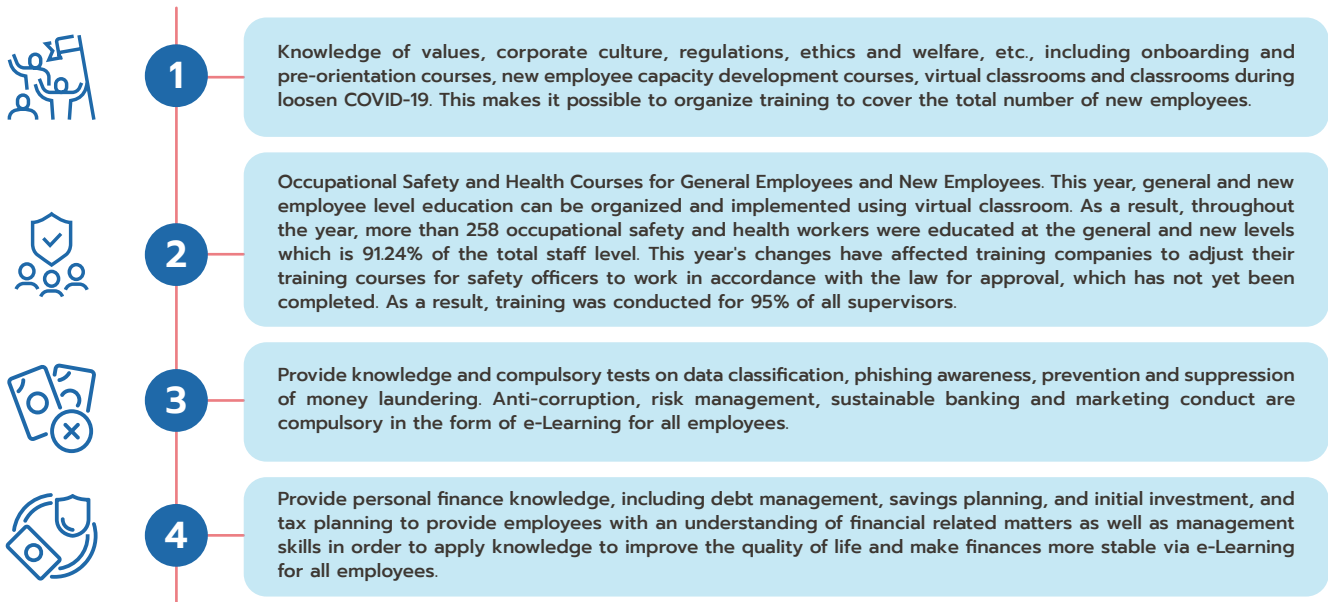 1
Knowledge of values, corporate culture, regulations, ethics and welfare, etc., including onboarding and
pre-orientation courses, new employee capacity development courses, virtual classrooms and classrooms during
loosen COVID-19. This makes it possible to organize training to cover the total number of new employees.
2
Occupational Safety and Health Courses for General Employees and New Employees. This year, general and new
employee level education can be organized and implemented using virtual classroom. As a result, throughout
the year, more than 258 occupational safety and health workers were educated at the general and new levels
which is 91.24% of the total staff level. This year's changes have affected training companies to adjust their
training courses for safety officers to work in accordance with the law for approval, which has not yet been
completed. As a result, training was conducted for 95% of all supervisors.
3
Provide knowledge and compulsory tests on data classification, phishing awareness, prevention and suppression
of money laundering. Anti-corruption, risk management, sustainable banking and marketing conduct are
compulsory in the form of e-Learning for all employees.
4
Provide personal finance knowledge, including debt management, savings planning, and initial investment, and
tax planning to provide employees with an understanding of financial related matters as well as management
skills in order to apply knowledge to improve the quality of life and make finances more stable via e-Learning
for all employees.